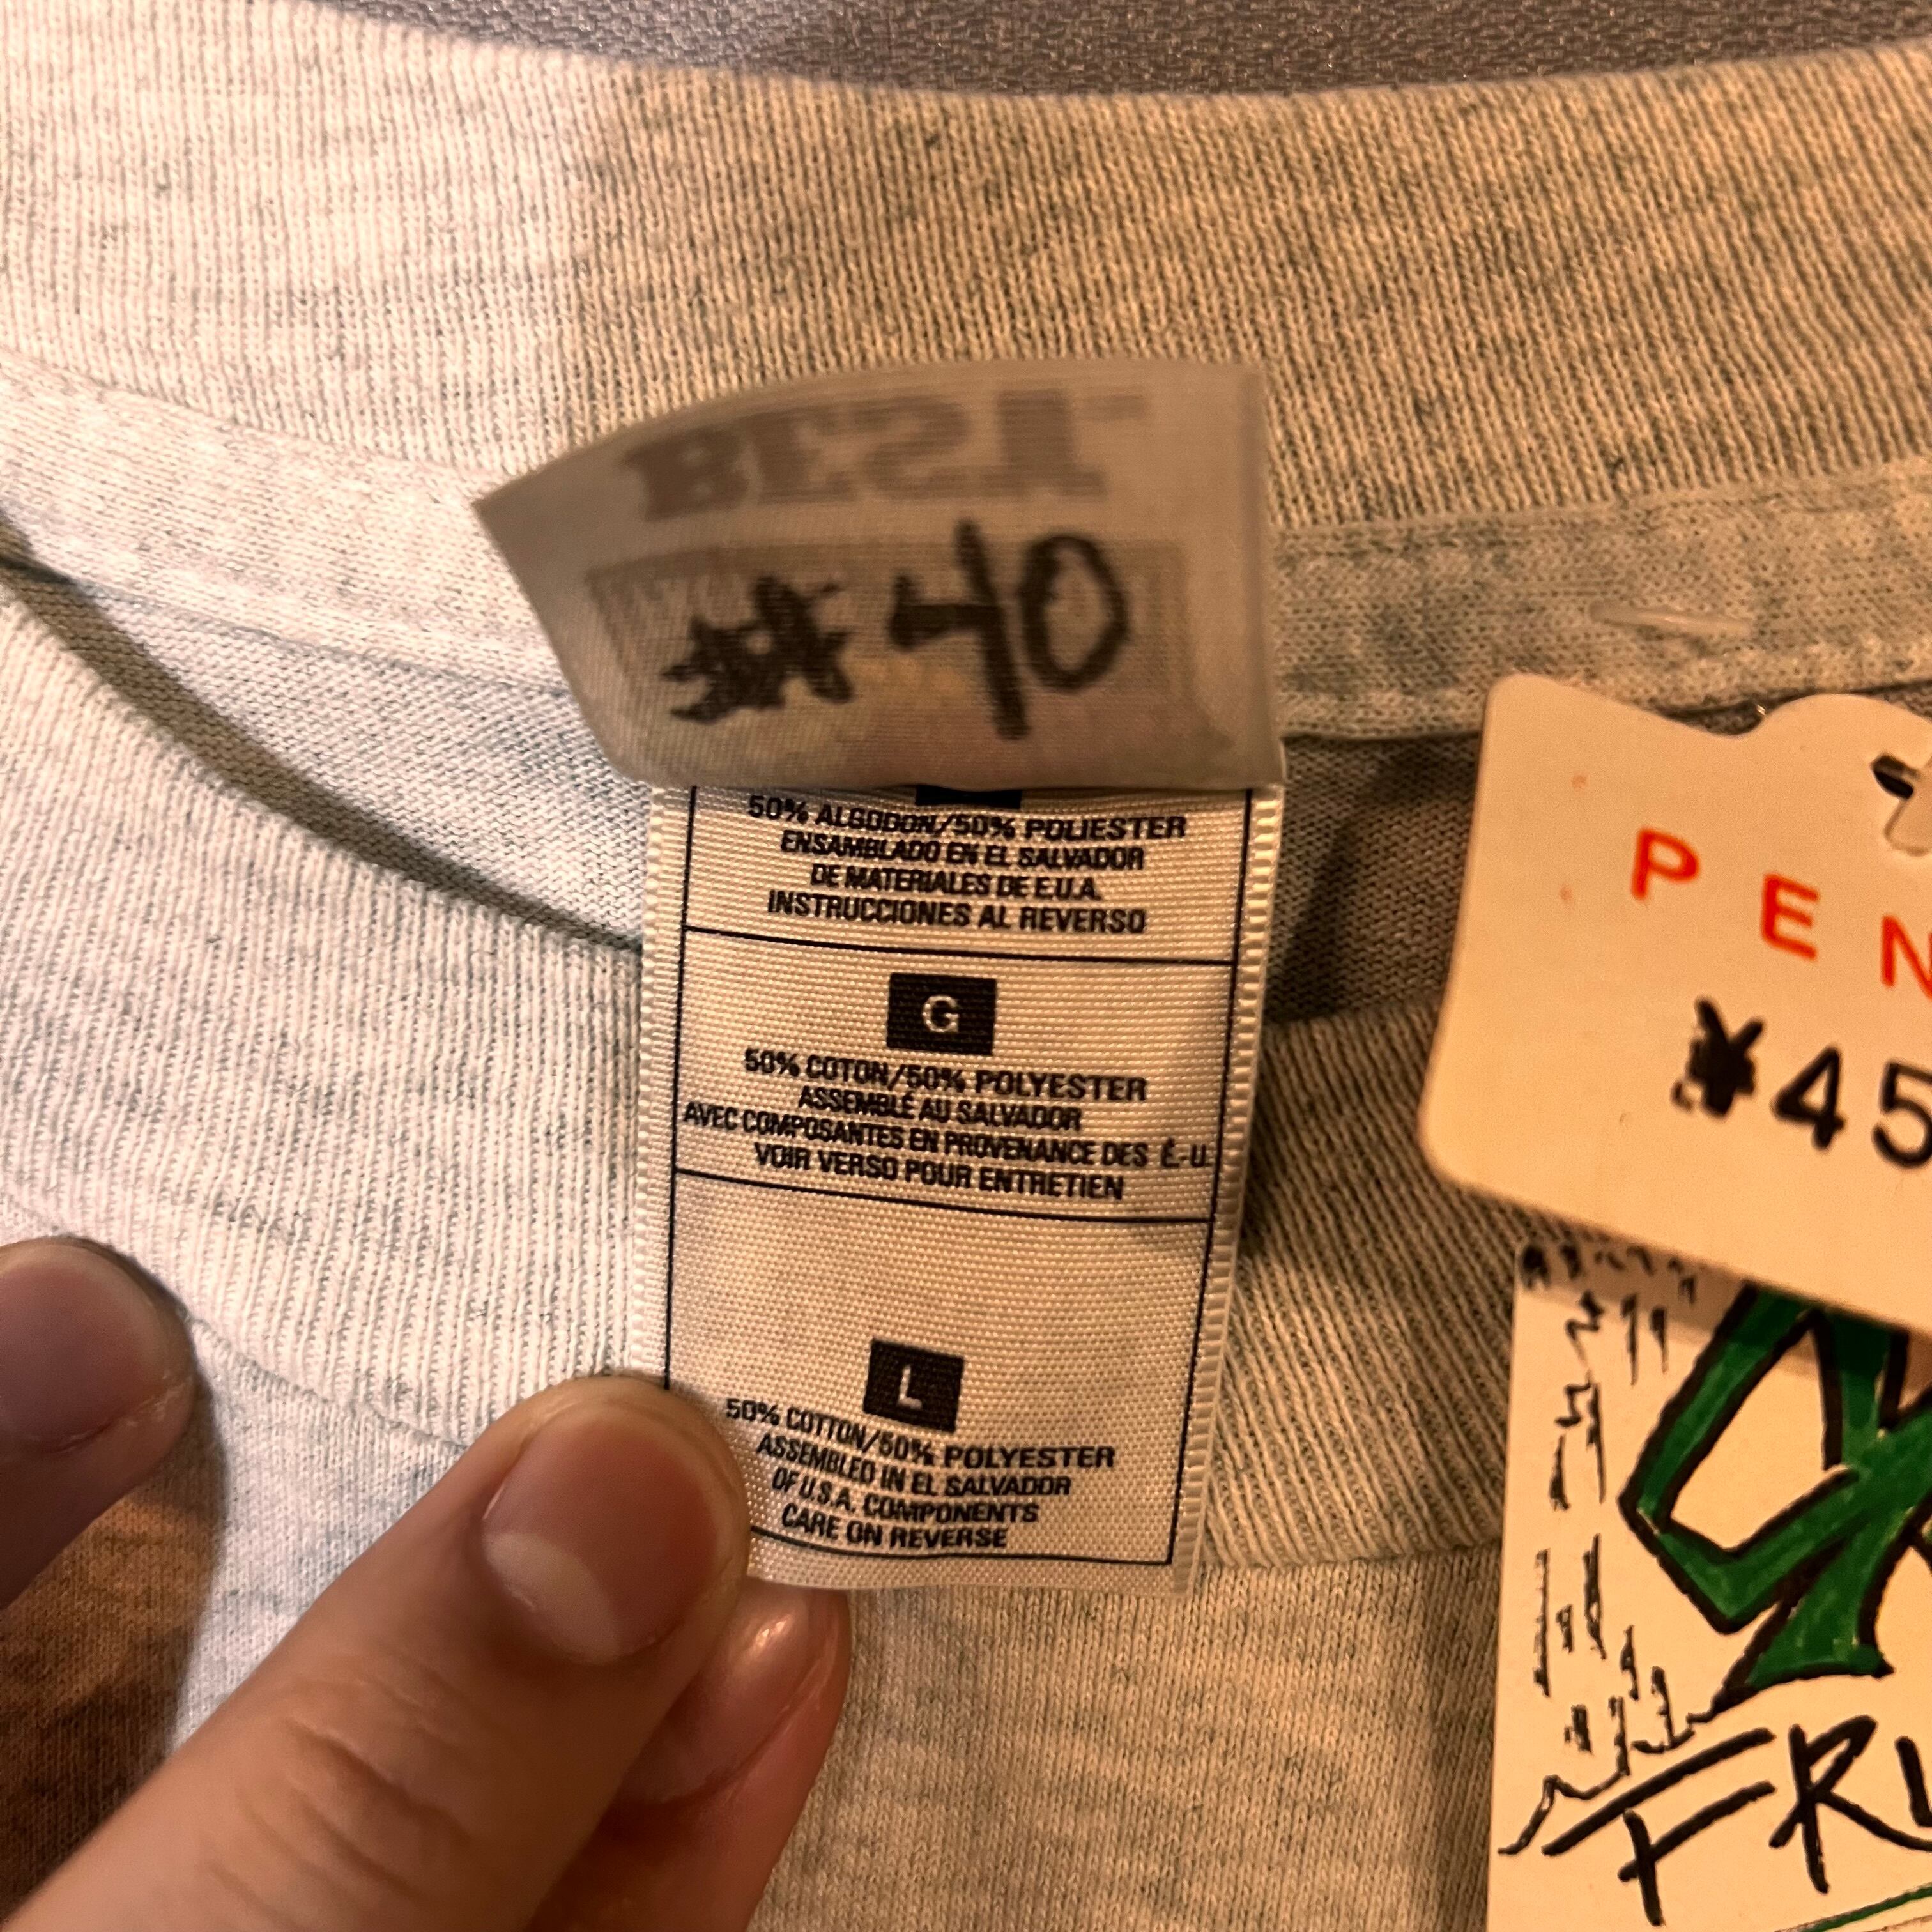 BEST
#40
50% ALGODON/50% POLIESTER
ENSAMBLADO EN EL SALVADOR
DE MATERIALES DE E.U.A.
INSTRUCCIONES AL REVERSO
G
50% COTON/50% POLYESTER
ASSEMBLÉ AU SALVADOR
AVEC COMPOSANTES EN PROVENANCE DES É.-U.
VOIR VERSO POUR ENTRETIEN
L
50% COTTON/50% POLYESTER
ASSEMBLED IN EL SALVADOR
OF U.S.A. COMPONENTS
CARE ON REVERSE
PEN
¥45
FRI